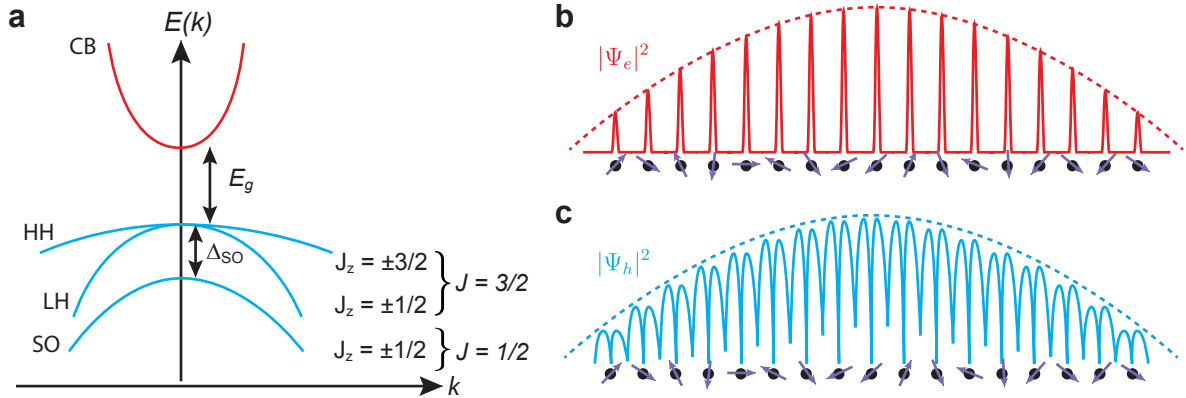 a
E(k)
CB
E_g
HH
Δ_SO
J_z = ±3/2
LH
J_z = ±1/2
} J = 3/2
SO
J_z = ±1/2 } J = 1/2
k
b
|Ψ_e|^2
c
|Ψ_h|^2